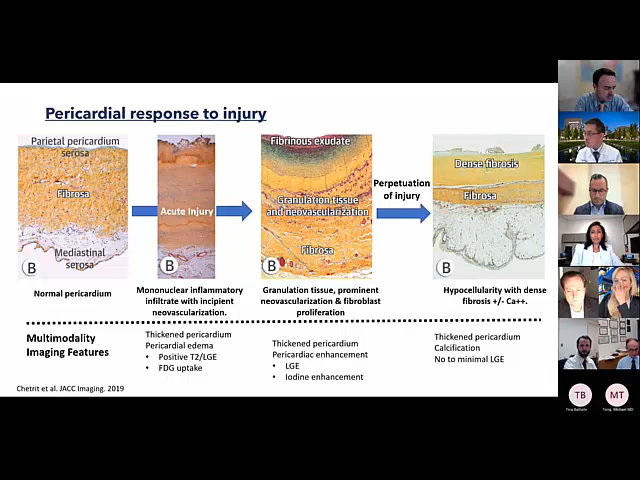 Pericardial response to injury
Parietal pericardium
serosa
Fibrosa
Mediastinal
serosa
B
Acute Injury
B
Fibrinous exudate
Granulation tissue
and neovascularization
Fibrosa
B
Perpetuation
of injury
Dense fibrosis
Fibrosa
B
Normal pericardium
Mononuclear inflammatory
infiltrate with incipient
neovascularization.
Granulation tissue, prominent
neovascularization & fibroblast
proliferation
Hypocellularity with dense
fibrosis +/- Ca++.
Multimodality
Imaging Features
Thickened pericardium
Pericardial edema
• Positive T2/LGE
• FDG uptake
Thickened pericardium
Pericardiac enhancement
• LGE
• Iodine enhancement
Thickened pericardium
Calcification
No to minimal LGE
Chetrit et al. JACC Imaging. 2019
TB
MT
Tong, Michael MD